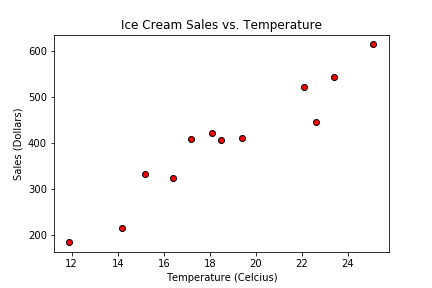 Ice Cream Sales vs. Temperature
600
500
400
300
200
Sales (Dollars)
12 14 16 18 20 22 24
Temperature (Celcius)